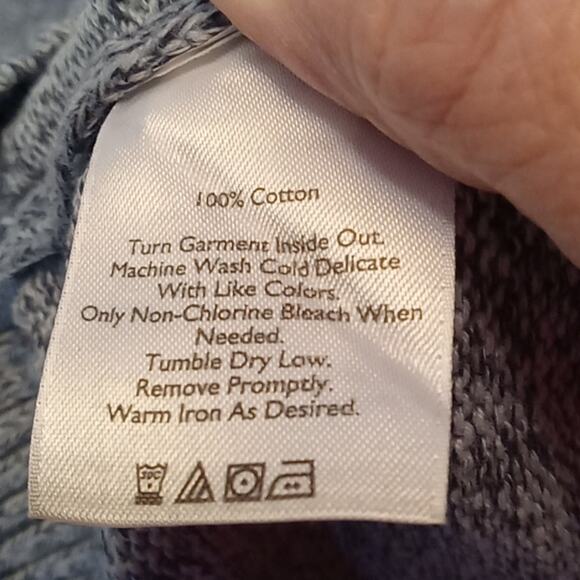 100% Cotton
Turn Garment Inside Out.
Machine Wash Cold Delicate
With Like Colors.
Only Non-Chlorine Bleach When
Needed.
Tumble Dry Low.
Remove Promptly.
Warm Iron As Desired.
30C